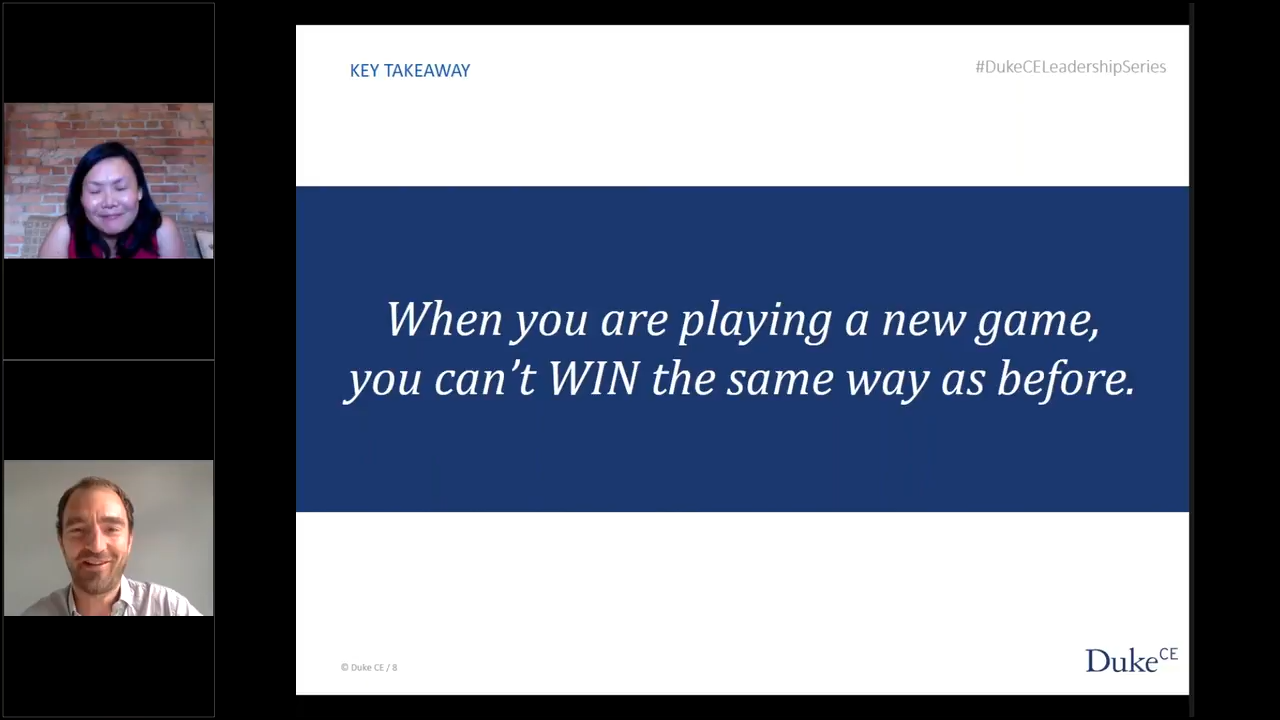 KEY TAKEAWAY
#DukeCELeadershipSeries
When you are playing a new game,
you can’t WIN the same way as before.
© Duke CE / 8
DukeCE